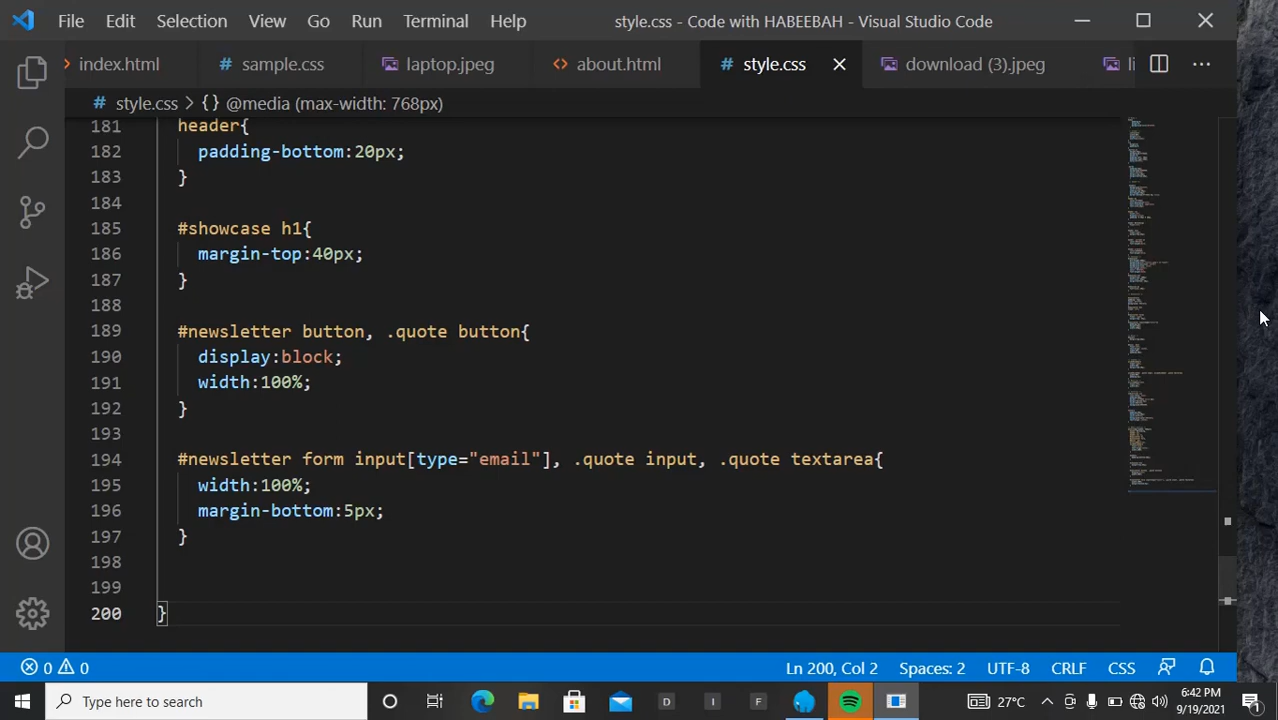 File Edit Selection View Go Run Terminal Help style.css - Code with HABEEBAH - Visual Studio Code
index.html # sample.css laptop.jpeg <> about.html # style.css download (3).jpeg li
# style.css > {} @media (max-width: 768px)
181 header{
182 padding-bottom:20px;
183 }
184
185 #showcase h1{
186 margin-top:40px;
187 }
188
189 #newsletter button, .quote button{
190 display:block;
191 width:100%;
192 }
193
194 #newsletter form input[type="email"], .quote input, .quote textarea{
195 width:100%;
196 margin-bottom:5px;
197 }
198
199
200 }
0 0 Ln 200, Col 2 Spaces: 2 UTF-8 CRLF CSS
Type here to search D I F 27°C 6:42 PM
9/19/2021 1